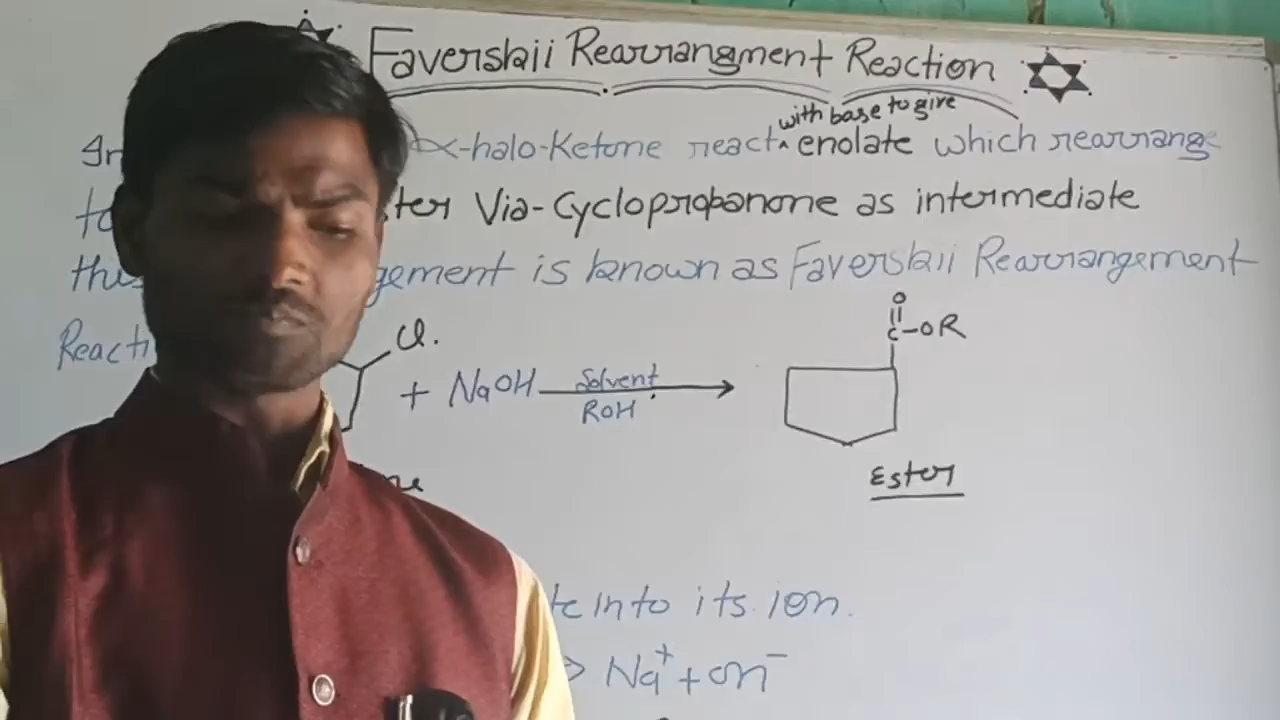 Faverskii Rearrangment Reaction
with base to give
In α-halo-Ketone react ^ enolate which rearrange
to ster Via-Cyclopropanone as intermediate
this gement is known as Faverskii Rearrangement
Reacti
Cl.
+ NaOH Solvent
ROH
O
C-OR
Ester
te into its ion.
Na+ + OH-